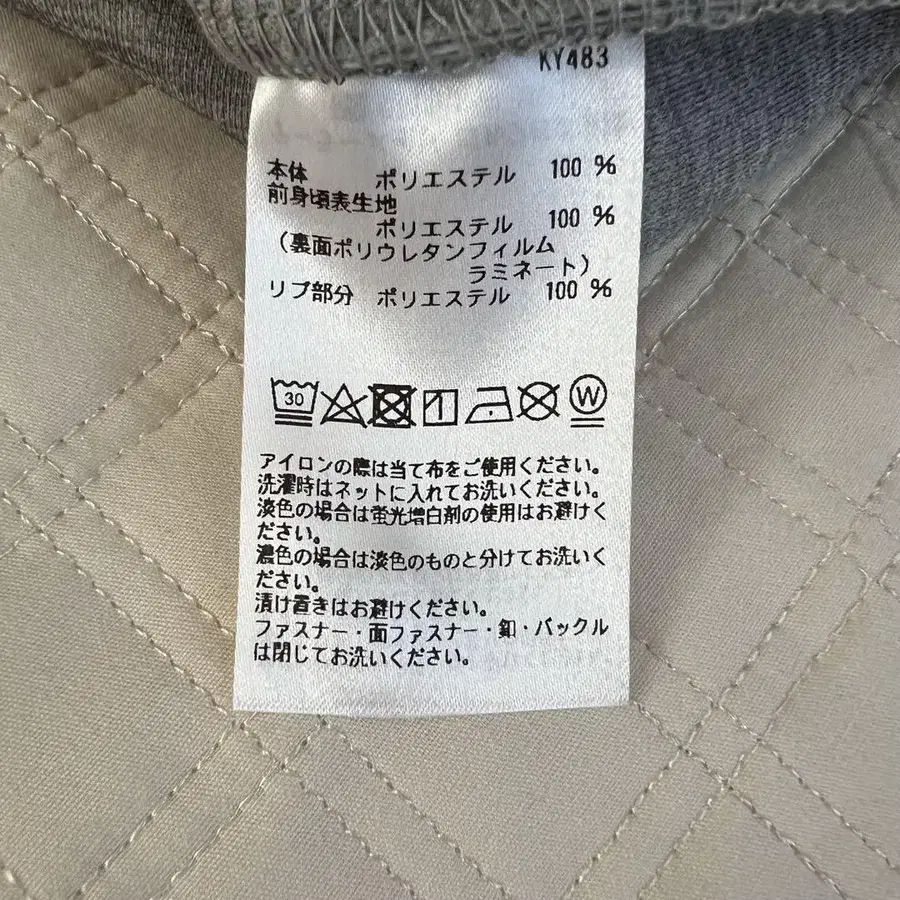 KY483
本体 ポリエステル 100 %
前身頃表生地
ポリエステル 100 %
(裏面ポリウレタンフィルム
ラミネート)
リブ部分 ポリエステル 100 %
30 W
アイロンの際は当て布をご使用ください。
洗濯時はネットに入れてお洗いください。
淡色の場合は蛍光増白剤の使用はお避けく
ださい。
濃色の場合は淡色のものと分けてお洗いく
ださい。
漬け置きはお避けください。
ファスナー・面ファスナー・釦・バックル
は閉じてお洗いください。